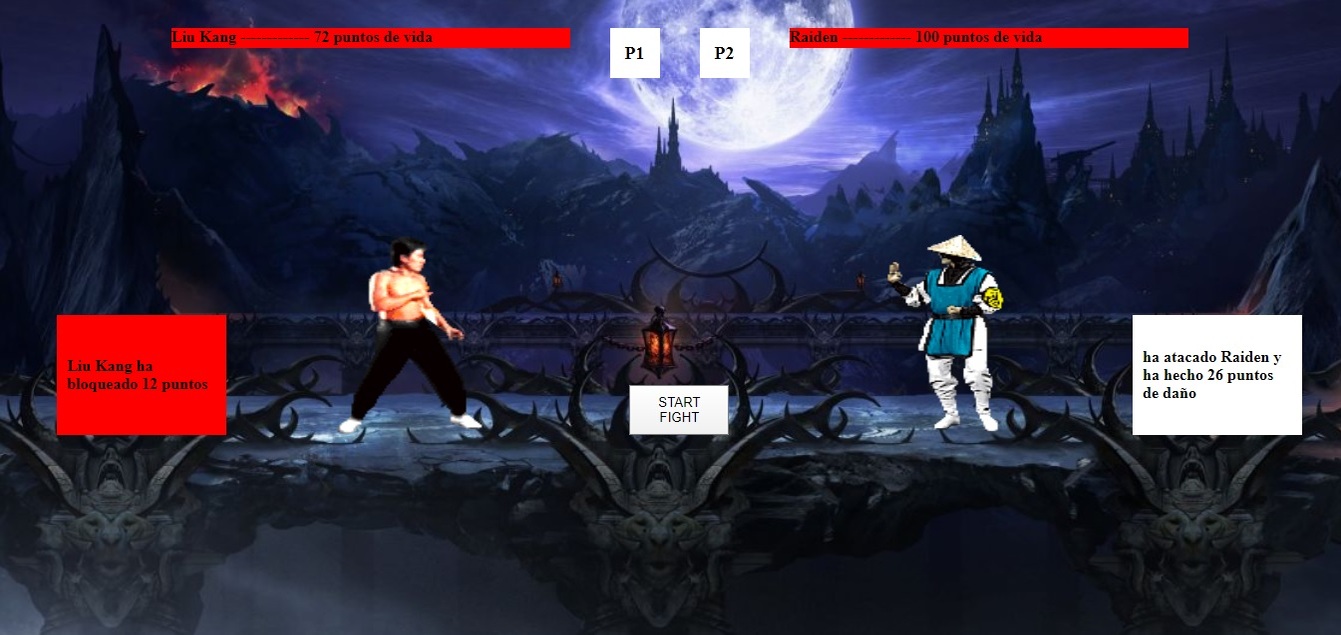 Liu Kang -------------- 72 puntos de vida
P1
P2
Raiden -------------- 100 puntos de vida
Liu Kang ha
bloqueado 12 puntos
START
FIGHT
ha atacado Raiden y
ha hecho 26 puntos
de daño